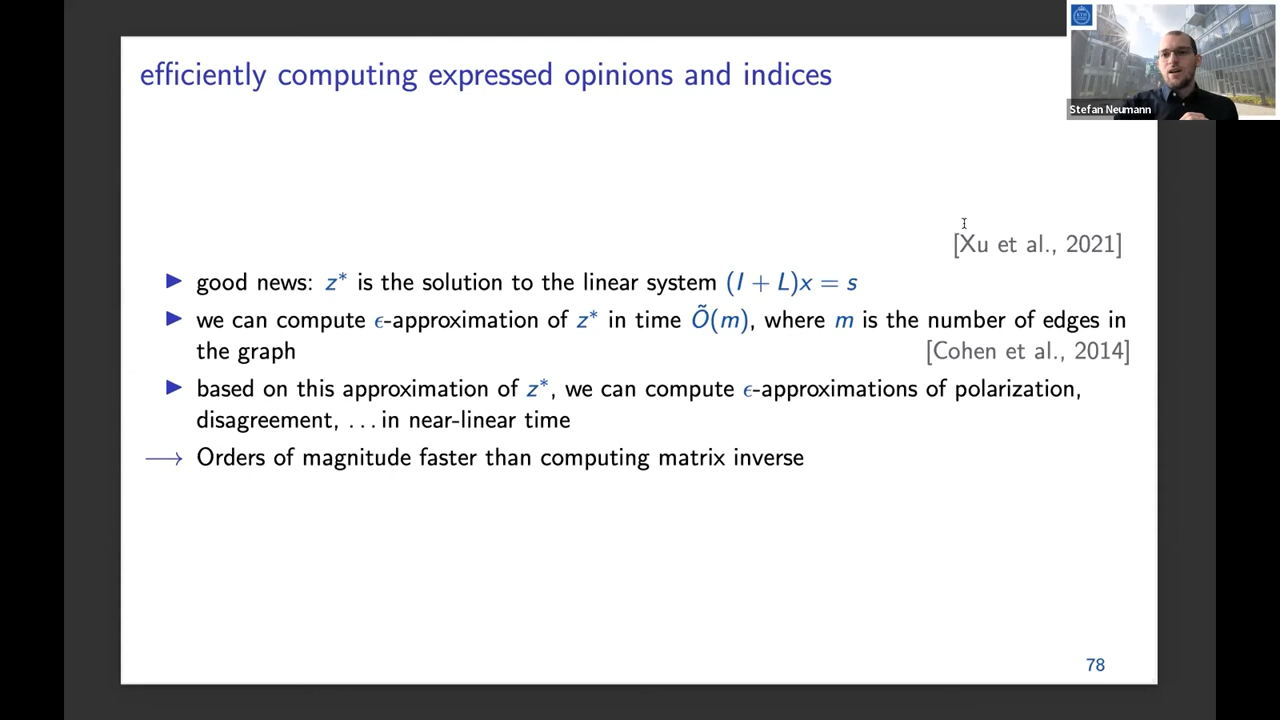 efficiently computing expressed opinions and indices
Stefan Neumann
[Xu et al., 2021]
▶ good news: z* is the solution to the linear system (I + L)x = s
▶ we can compute ϵ-approximation of z* in time Õ(m), where m is the number of edges in
the graph [Cohen et al., 2014]
▶ based on this approximation of z*, we can compute ϵ-approximations of polarization,
disagreement, ... in near-linear time
⟶ Orders of magnitude faster than computing matrix inverse
78